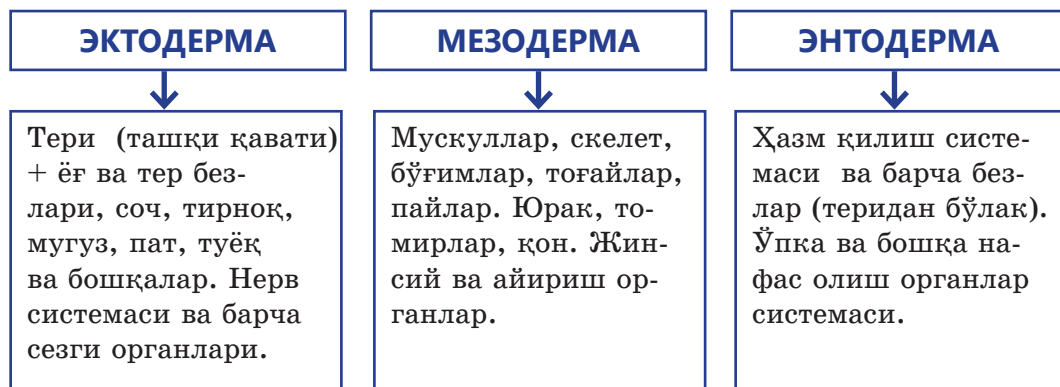 ЭКТОДЕРМА
Тери (ташқи қавати)
+ ёғ ва тер без-
лари, соч, тирноқ,
мугуз, пат, туёқ
ва бошқалар. Нерв
системаси ва барча
сезги органлари.
МЕЗОДЕРМА
Мускуллар, скелет,
бўғимлар, тоғайлар,
пайлар. Юрак, то-
мирлар, қон. Жин-
сий ва айириш ор-
ганлар.
ЭНТОДЕРМА
Ҳазм қилиш систе-
маси ва барча без-
лар (теридан бўлак).
Ўпка ва бошқа на-
фас олиш органлар
системаси.